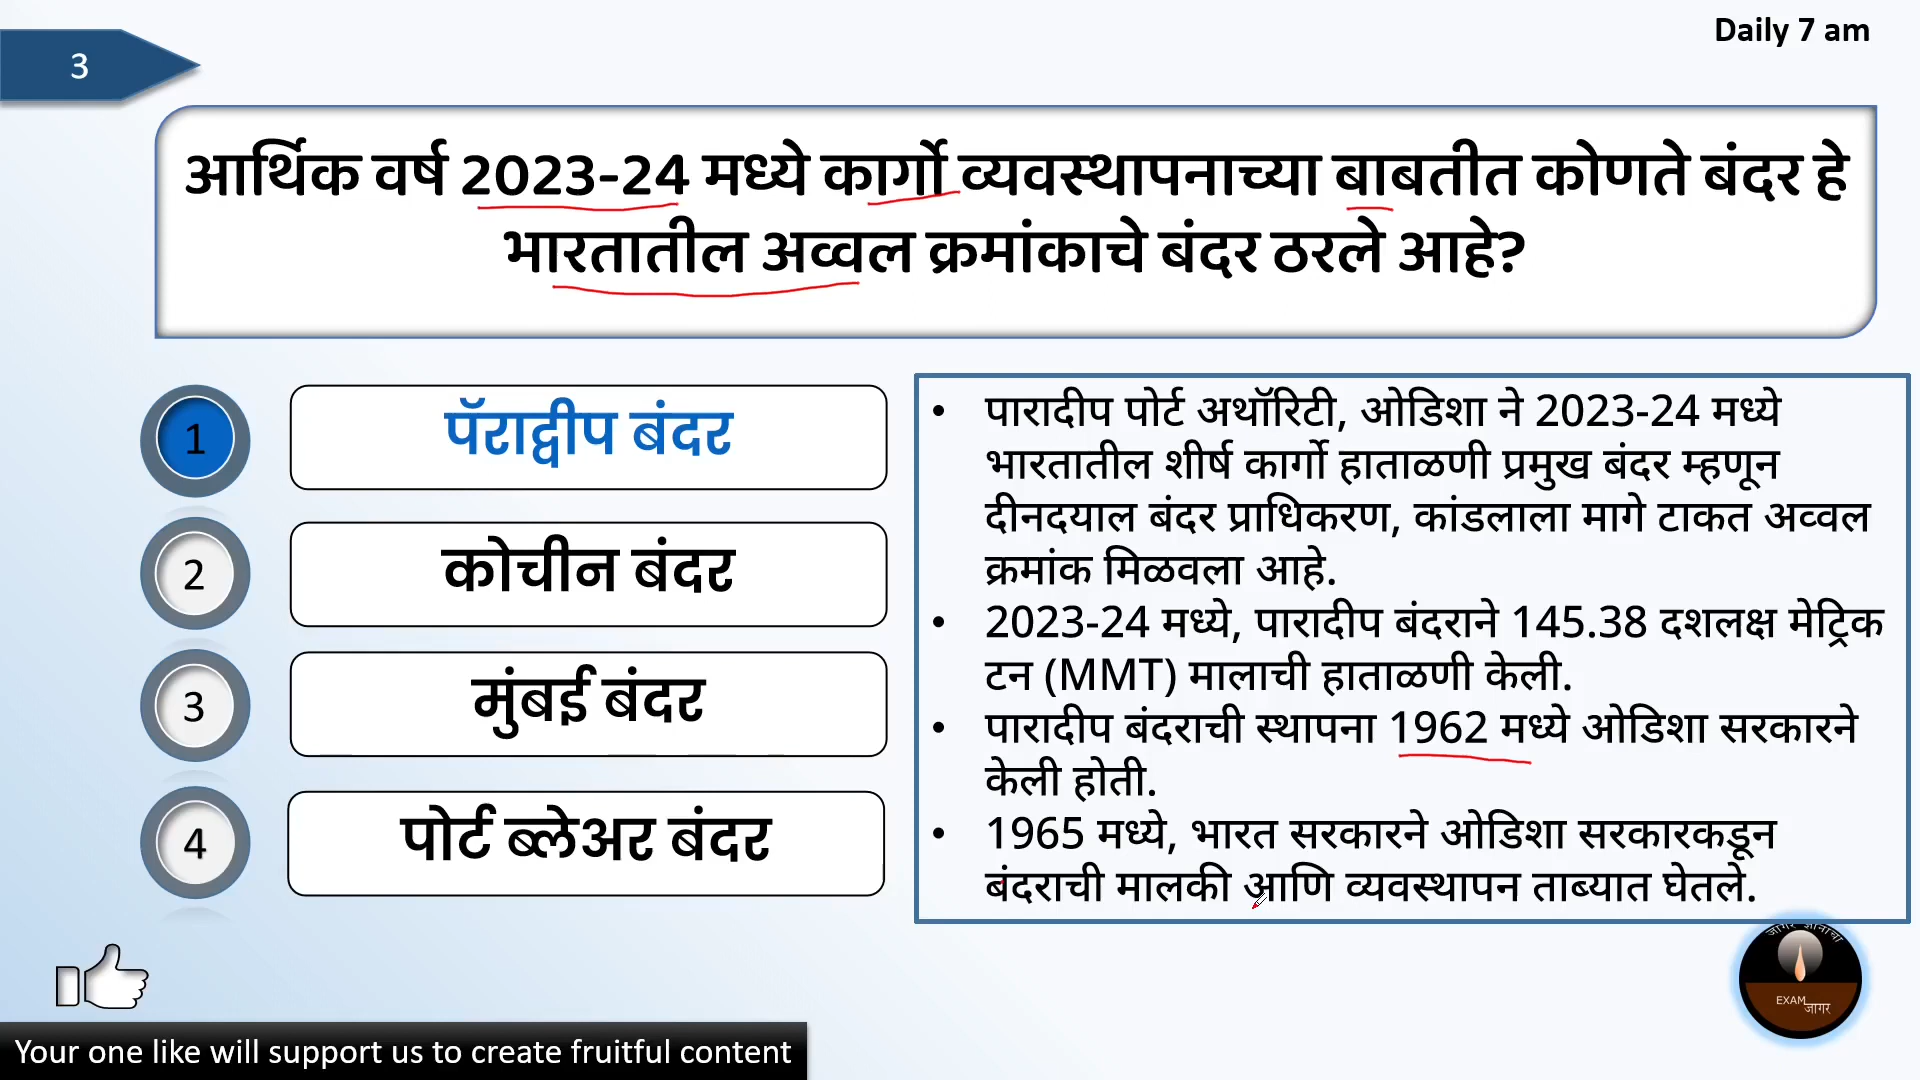 Daily 7 am
3
आर्थिक वर्ष 2023-24 मध्ये कार्गो व्यवस्थापनाच्या बाबतीत कोणते बंदर हे
भारतातील अव्वल क्रमांकाचे बंदर ठरले आहे?
1
पॅराद्वीप बंदर
2
कोचीन बंदर
3
मुंबई बंदर
4
पोर्ट ब्लेअर बंदर
• पारादीप पोर्ट अथॉरिटी, ओडिशा ने 2023-24 मध्ये
भारतातील शीर्ष कार्गो हाताळणी प्रमुख बंदर म्हणून
दीनदयाल बंदर प्राधिकरण, कांडलाला मागे टाकत अव्वल
क्रमांक मिळवला आहे.
• 2023-24 मध्ये, पारादीप बंदराने 145.38 दशलक्ष मेट्रिक
टन (MMT) मालाची हाताळणी केली.
• पारादीप बंदराची स्थापना 1962 मध्ये ओडिशा सरकारने
केली होती.
• 1965 मध्ये, भारत सरकारने ओडिशा सरकारकडून
बंदराची मालकी आणि व्यवस्थापन ताब्यात घेतले.
जागर ज्ञानाचा
EXAM
जागर
Your one like will support us to create fruitful content